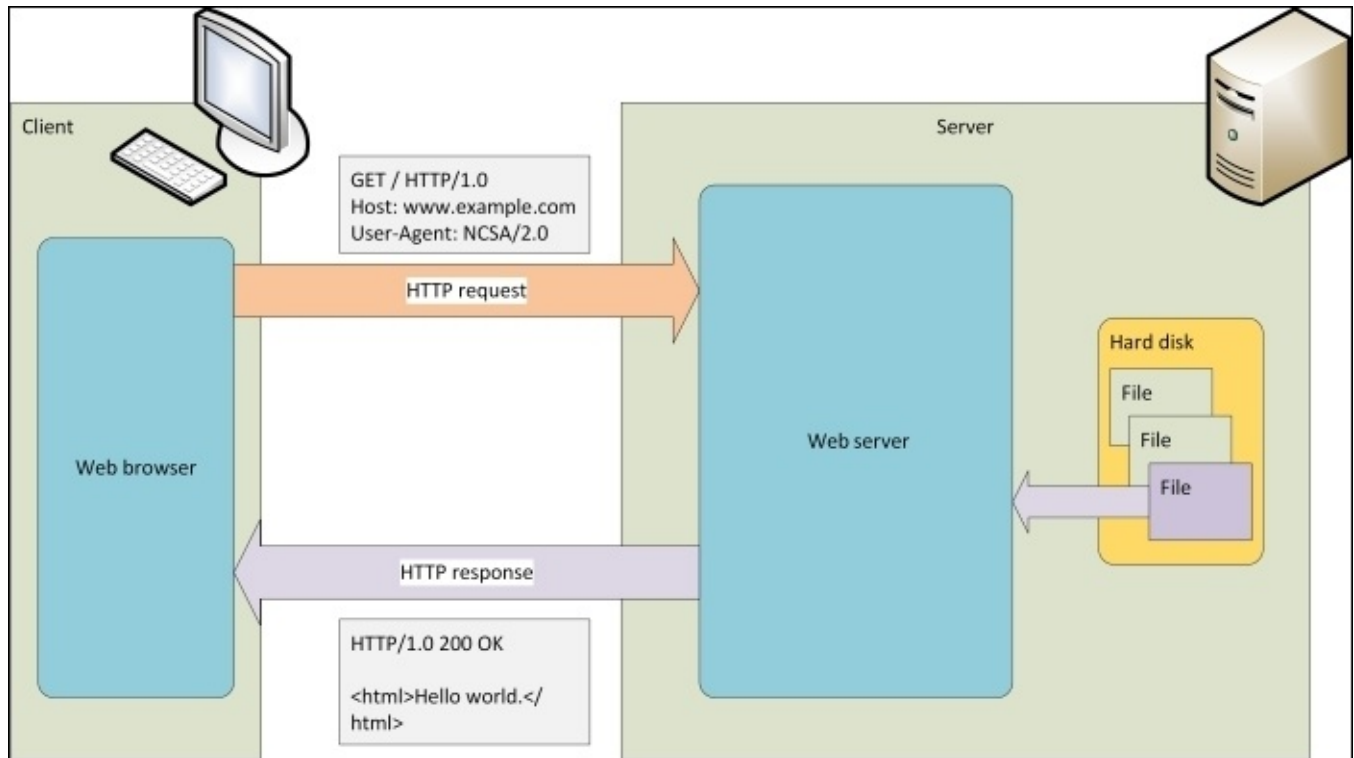 Client
Server
GET / HTTP/1.0
Host: www.example.com
User-Agent: NCSA/2.0
HTTP request
Hard disk
File
File
File
Web server
Web browser
HTTP response
HTTP/1.0 200 OK
<html>Hello world.</
html>